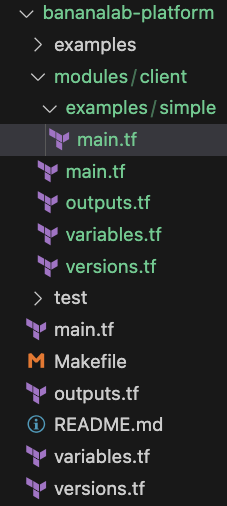 bananalab-platform
examples
modules/client
examples/simple
main.tf
main.tf
outputs.tf
variables.tf
versions.tf
test
main.tf
M Makefile
outputs.tf
README.md
variables.tf
versions.tf